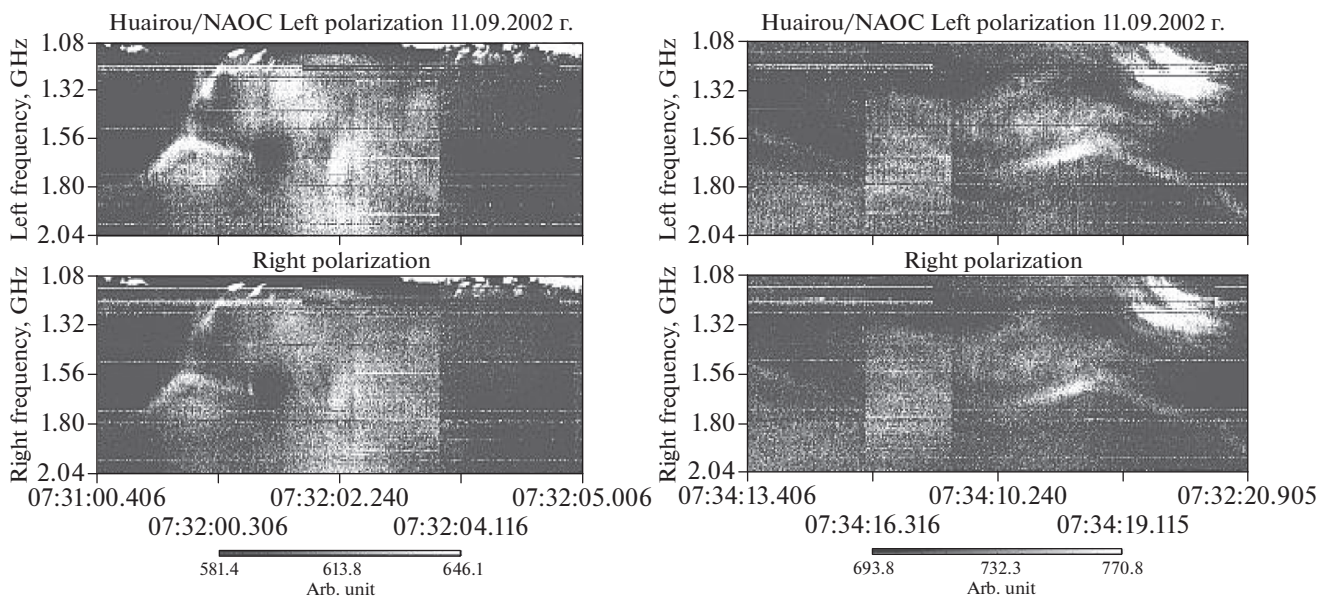 Huairou/NAOC Left polarization 11.09.2002 г.
Left frequency, GHz
1.08
1.32
1.56
1.80
2.04
Right polarization
Right frequency, GHz
1.08
1.32
1.56
1.80
2.04
07:31:00.406 07:32:02.240 07:32:05.006
07:32:00.306 07:32:04.116
581.4 613.8 646.1
Arb. unit
Huairou/NAOC Left polarization 11.09.2002 г.
Left frequency, GHz
1.08
1.32
1.56
1.80
2.04
Right polarization
Right frequency, GHz
1.08
1.32
1.56
1.80
2.04
07:34:13.406 07:34:10.240 07:32:20.905
07:34:16.316 07:34:19.115
693.8 732.3 770.8
Arb. unit